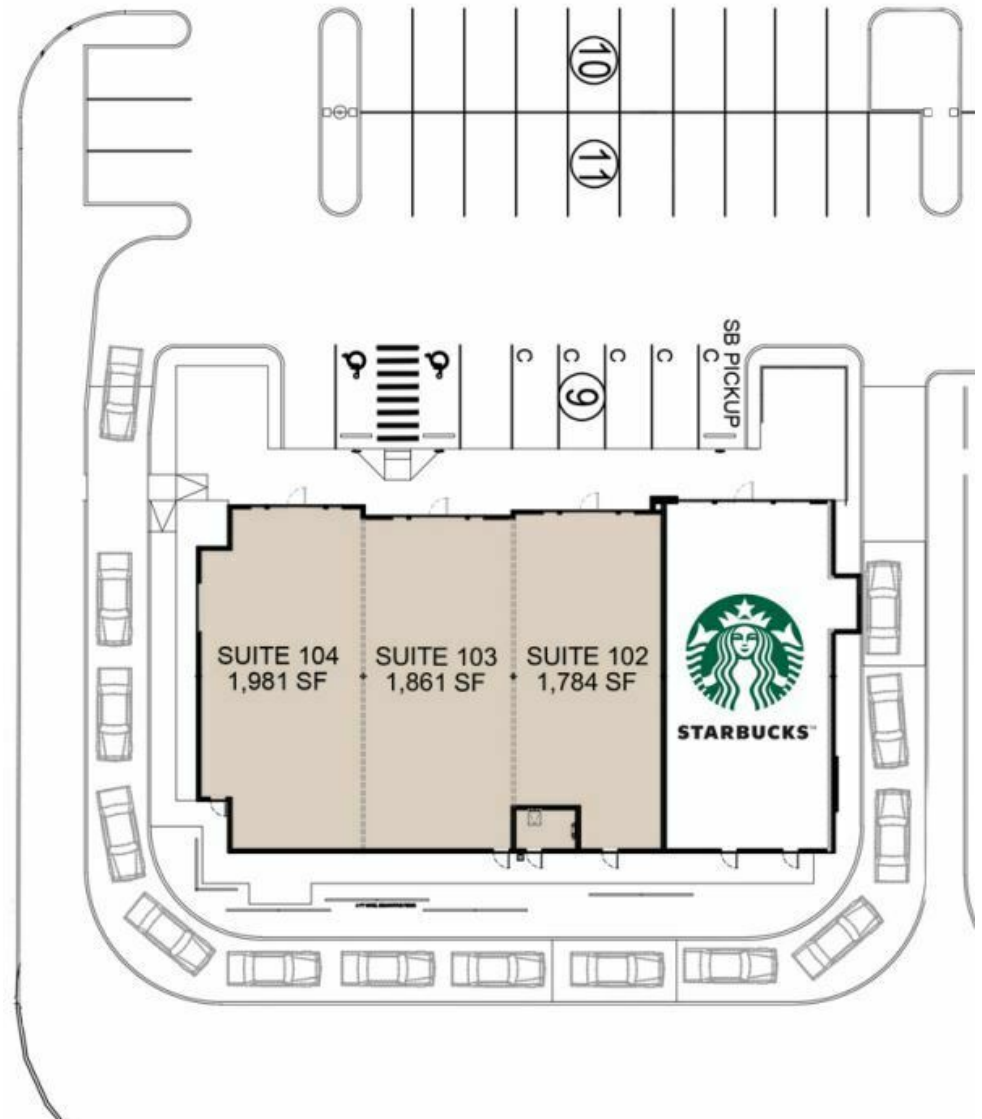 10
11
C
C
C
C
C
SB PICKUP
9
SUITE 104
1,981 SF
SUITE 103
1,861 SF
SUITE 102
1,784 SF
STARBUCKS™